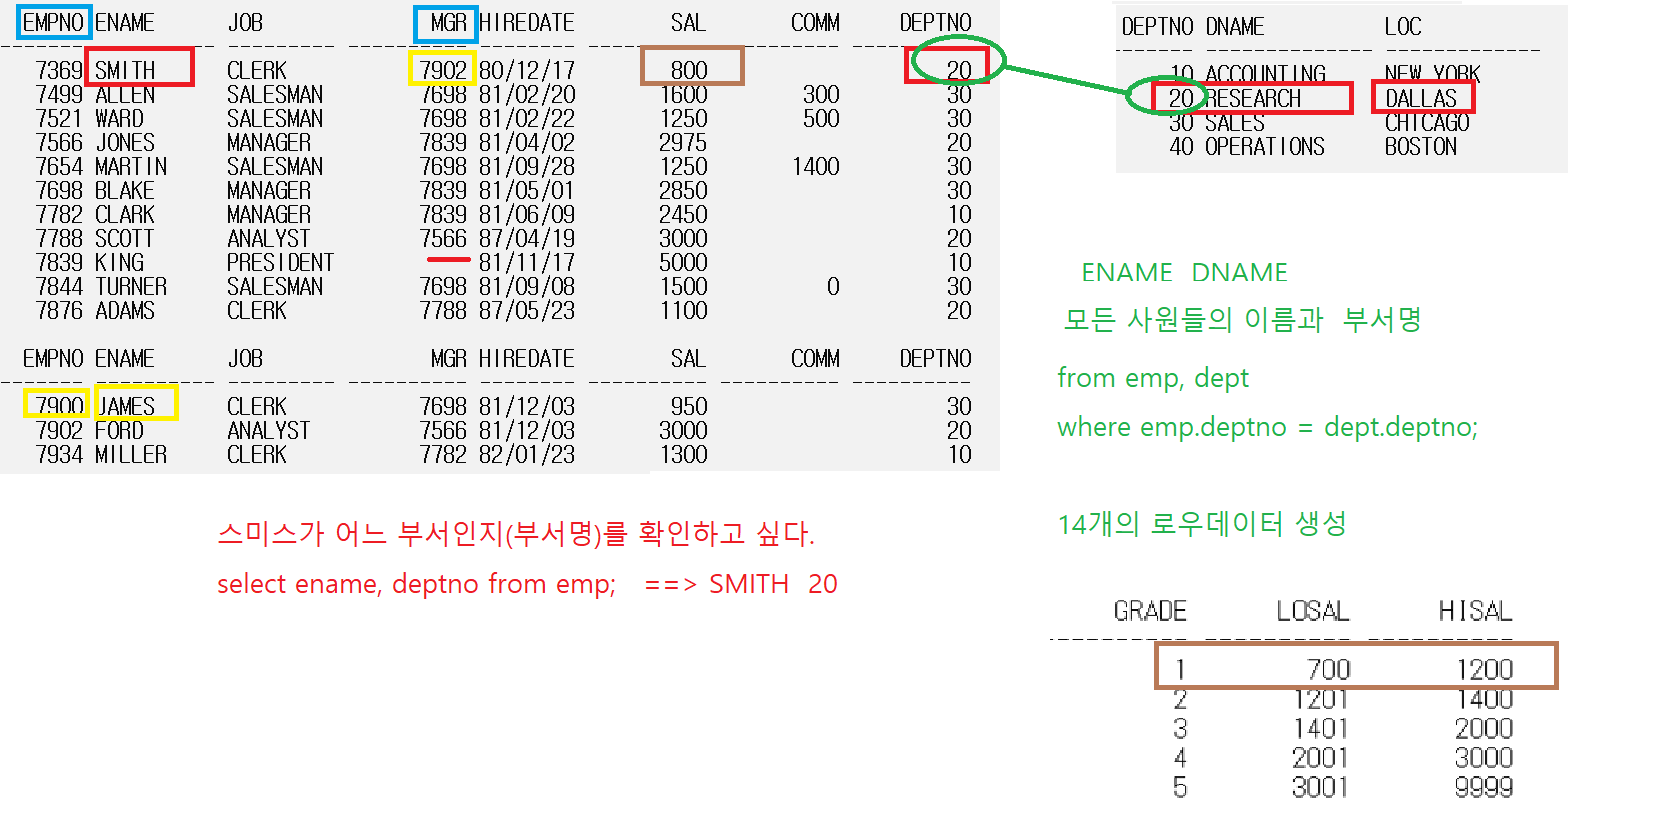 EMPNO ENAME JOB MGR HIREDATE SAL COMM DEPTNO
7369 SMITH CLERK 7902 80/12/17 800 20
7499 ALLEN SALESMAN 7698 81/02/20 1600 300 30
7521 WARD SALESMAN 7698 81/02/22 1250 500 30
7566 JONES MANAGER 7839 81/04/02 2975 20
7654 MARTIN SALESMAN 7698 81/09/28 1250 1400 30
7698 BLAKE MANAGER 7839 81/05/01 2850 30
7782 CLARK MANAGER 7839 81/06/09 2450 10
7788 SCOTT ANALYST 7566 87/04/19 3000 20
7839 KING PRESIDENT 81/11/17 5000 10
7844 TURNER SALESMAN 7698 81/09/08 1500 0 30
7876 ADAMS CLERK 7788 87/05/23 1100 20
EMPNO ENAME JOB MGR HIREDATE SAL COMM DEPTNO
7900 JAMES CLERK 7698 81/12/03 950 30
7902 FORD ANALYST 7566 81/12/03 3000 20
7934 MILLER CLERK 7782 82/01/23 1300 10
DEPTNO DNAME LOC
10 ACCOUNTING NEW YORK
20 RESEARCH DALLAS
30 SALES CHICAGO
40 OPERATIONS BOSTON
ENAME DNAME
모든 사원들의 이름과 부서명
from emp, dept
where emp.deptno = dept.deptno;
14개의 로우데이터 생성
스미스가 어느 부서인지(부서명)를 확인하고 싶다.
select ename, deptno from emp; ==> SMITH 20
GRADE LOSAL HISAL
1 700 1200
2 1201 1400
3 1401 2000
4 2001 3000
5 3001 9999